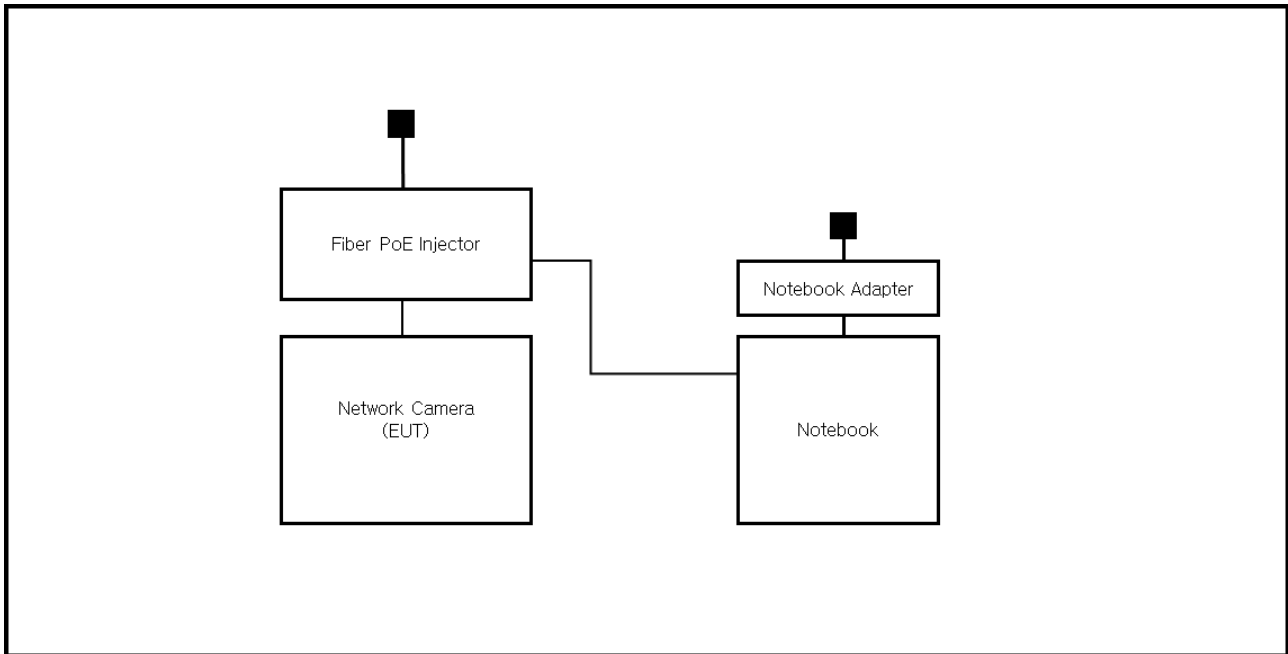 Fiber PoE Injector
Notebook Adapter
Network Camera
(EUT)
Notebook